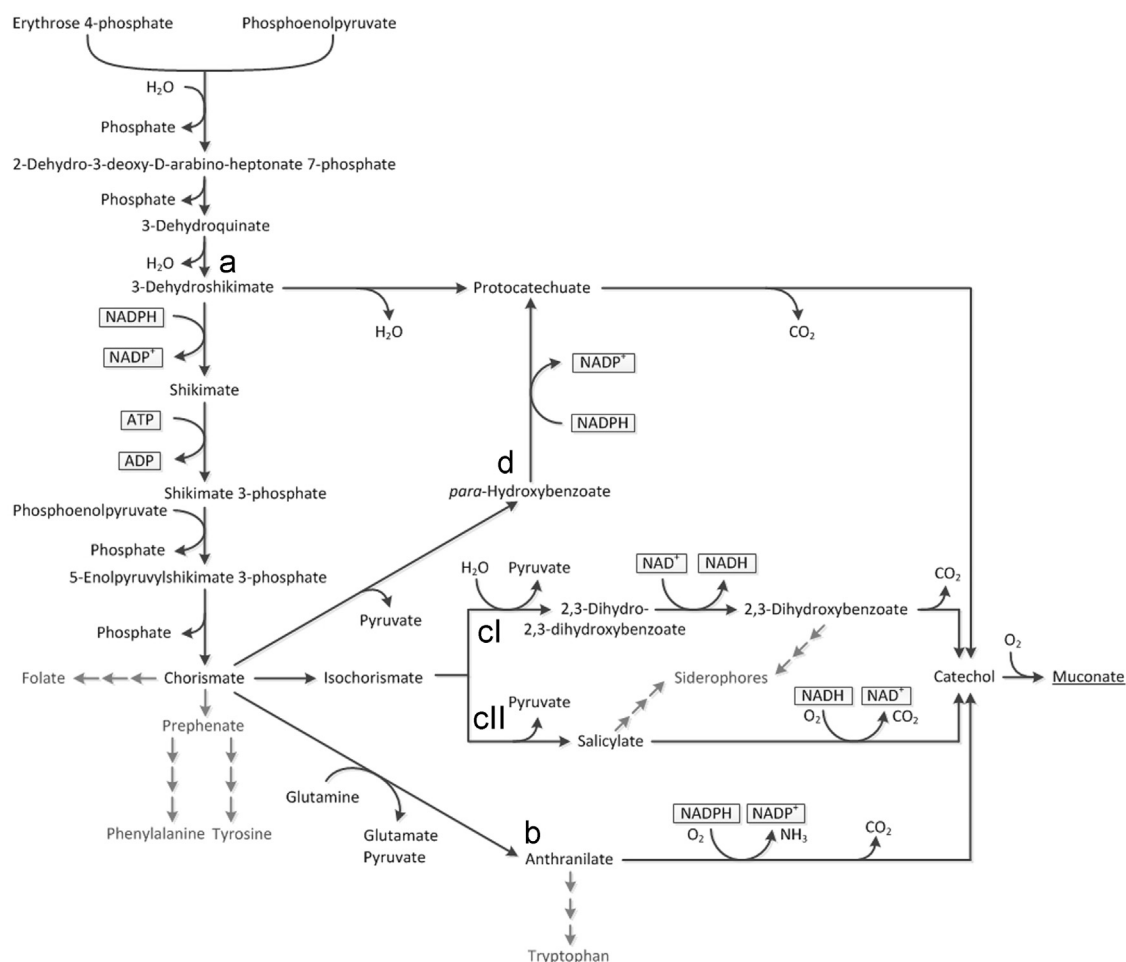 Erythrose 4-phosphate
Phosphoenolpyruvate
H₂O
Phosphate
2-Dehydro-3-deoxy-D-arabino-heptonate 7-phosphate
Phosphate
3-Dehydroquinate
H₂O
a
3-Dehydroshikimate
H₂O
Protocatechuate
CO₂
NADPH
NADP⁺
Shikimate
ATP
ADP
Shikimate 3-phosphate
Phosphoenolpyruvate
Phosphate
5-Enolpyruvylshikimate 3-phosphate
Phosphate
NADP⁺
NADPH
d
para-Hydroxybenzoate
Pyruvate
Folate
Chorismate
Isochorismate
cI
H₂O
Pyruvate
2,3-Dihydro-
2,3-dihydroxybenzoate
NAD⁺
NADH
2,3-Dihydroxybenzoate
CO₂
Siderophores
cII
Pyruvate
Salicylate
NADH
NAD⁺
O₂
CO₂
Catechol
O₂
Muconate
Prephenate
Phenylalanine
Tyrosine
Glutamine
Glutamate
Pyruvate
b
Anthranilate
NADPH
NADP⁺
O₂
NH₃
CO₂
Tryptophan